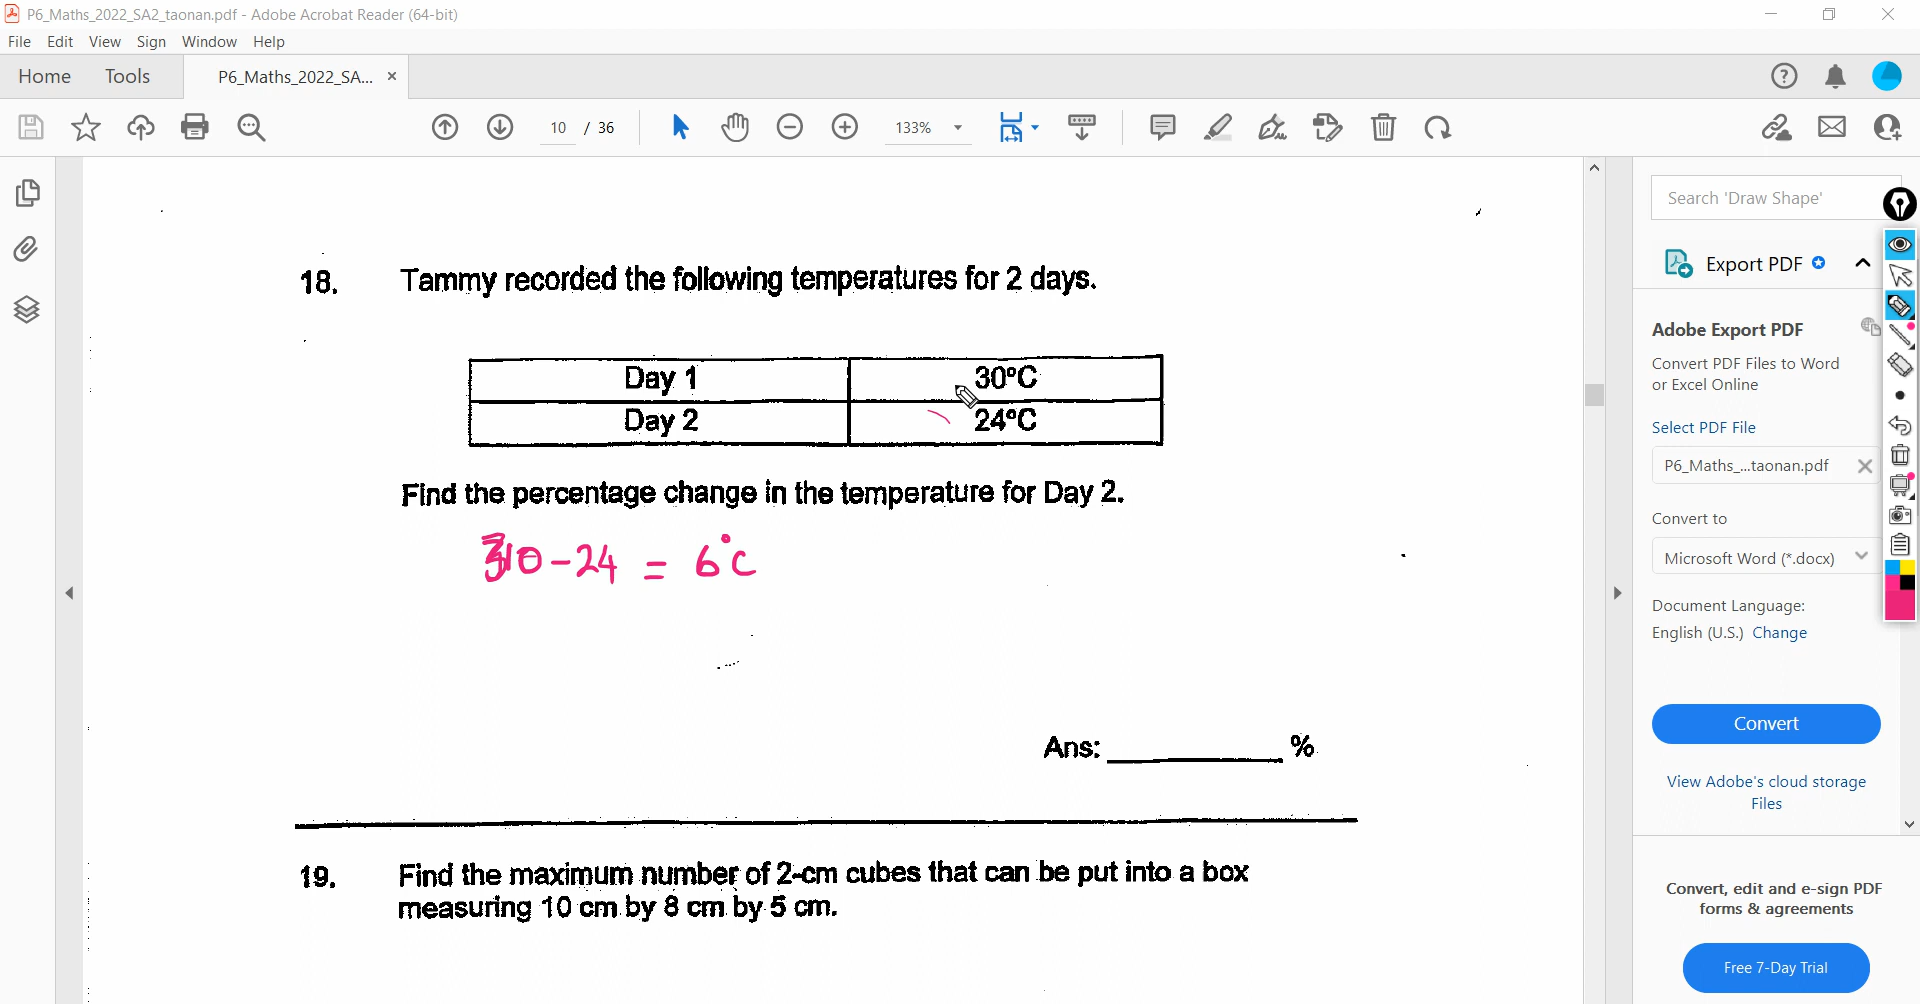 P6_Maths_2022_SA2_taonan.pdf - Adobe Acrobat Reader (64-bit)
File Edit View Sign Window Help
Home Tools P6_Maths_2022_SA... ×
10 / 36 133%
Search 'Draw Shape'
Export PDF
Adobe Export PDF
Convert PDF Files to Word
or Excel Online
Select PDF File
P6_Maths_...taonan.pdf
Convert to
Microsoft Word (*.docx)
Document Language:
English (U.S.) Change
Convert
View Adobe's cloud storage
Files
Convert, edit and e-sign PDF
forms & agreements
Free 7-Day Trial
18. Tammy recorded the following temperatures for 2 days.
Day 1 30°C
Day 2 24°C
Find the percentage change in the temperature for Day 2.
30-24 = 6°C
Ans: %
19. Find the maximum number of 2-cm cubes that can be put into a box
measuring 10 cm by 8 cm by 5 cm.